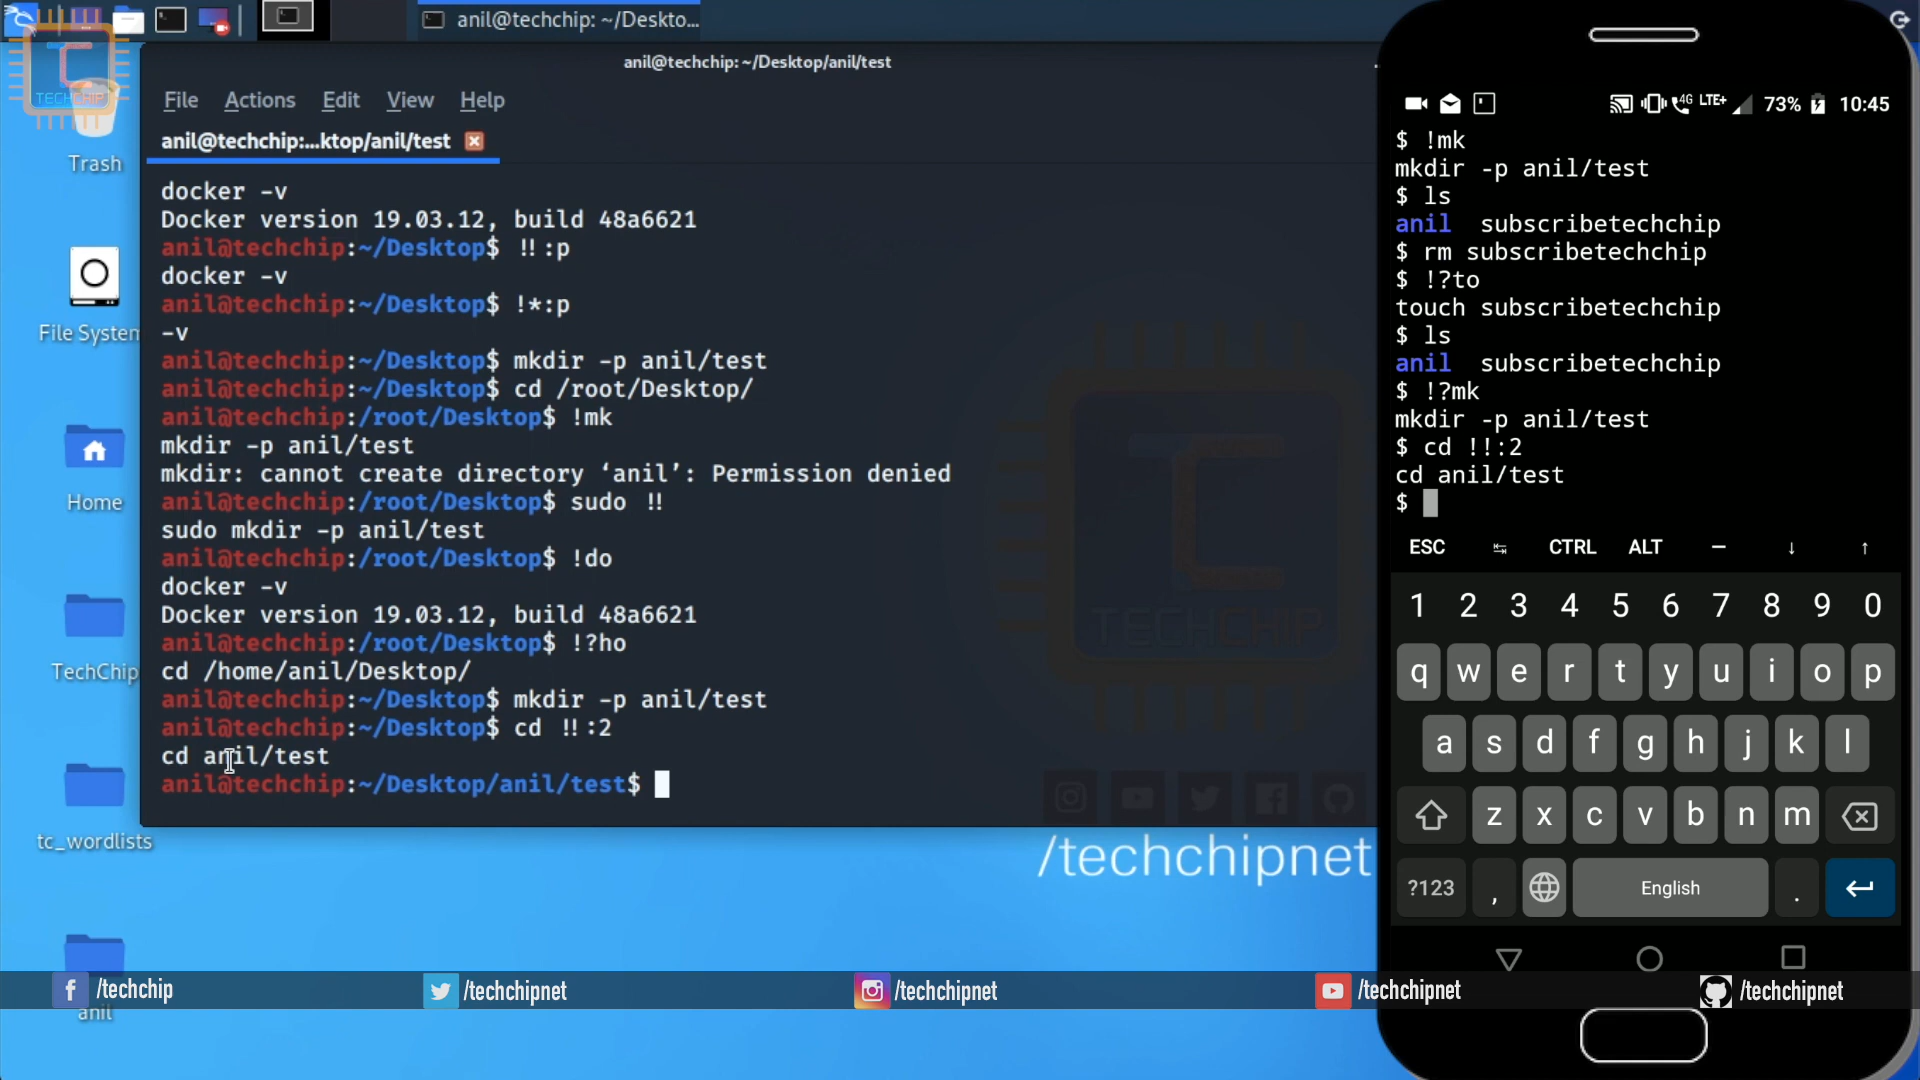 anil@techchip: ~/Deskto...
anil@techchip: ~/Desktop/anil/test
File Actions Edit View Help
anil@techchip:...ktop/anil/test
docker -v
Docker version 19.03.12, build 48a6621
anil@techchip:~/Desktop$ !!:p
docker -v
anil@techchip:~/Desktop$ !*:p
-v
anil@techchip:~/Desktop$ mkdir -p anil/test
anil@techchip:~/Desktop$ cd /root/Desktop/
anil@techchip:/root/Desktop$ !mk
mkdir -p anil/test
mkdir: cannot create directory ‘anil’: Permission denied
anil@techchip:/root/Desktop$ sudo !!
sudo mkdir -p anil/test
anil@techchip:/root/Desktop$ !do
docker -v
Docker version 19.03.12, build 48a6621
anil@techchip:/root/Desktop$ !?ho
cd /home/anil/Desktop/
anil@techchip:~/Desktop$ mkdir -p anil/test
anil@techchip:~/Desktop$ cd !!:2
cd anil/test
anil@techchip:~/Desktop/anil/test$
TECHCHIP
Trash
File System
Home
TechChip
tc_wordlists
anil
TECHCHIP
/techchipnet
4G LTE+ 73% 10:45
$ !mk
mkdir -p anil/test
$ ls
anil subscribetechchip
$ rm subscribetechchip
$ !?to
touch subscribetechchip
$ ls
anil subscribetechchip
$ !?mk
mkdir -p anil/test
$ cd !!:2
cd anil/test
$
ESC CTRL ALT – ↓ ↑
1 2 3 4 5 6 7 8 9 0
q w e r t y u i o p
a s d f g h j k l
z x c v b n m
?123 , English .
/techchip
/techchipnet
/techchipnet
/techchipnet
/techchipnet